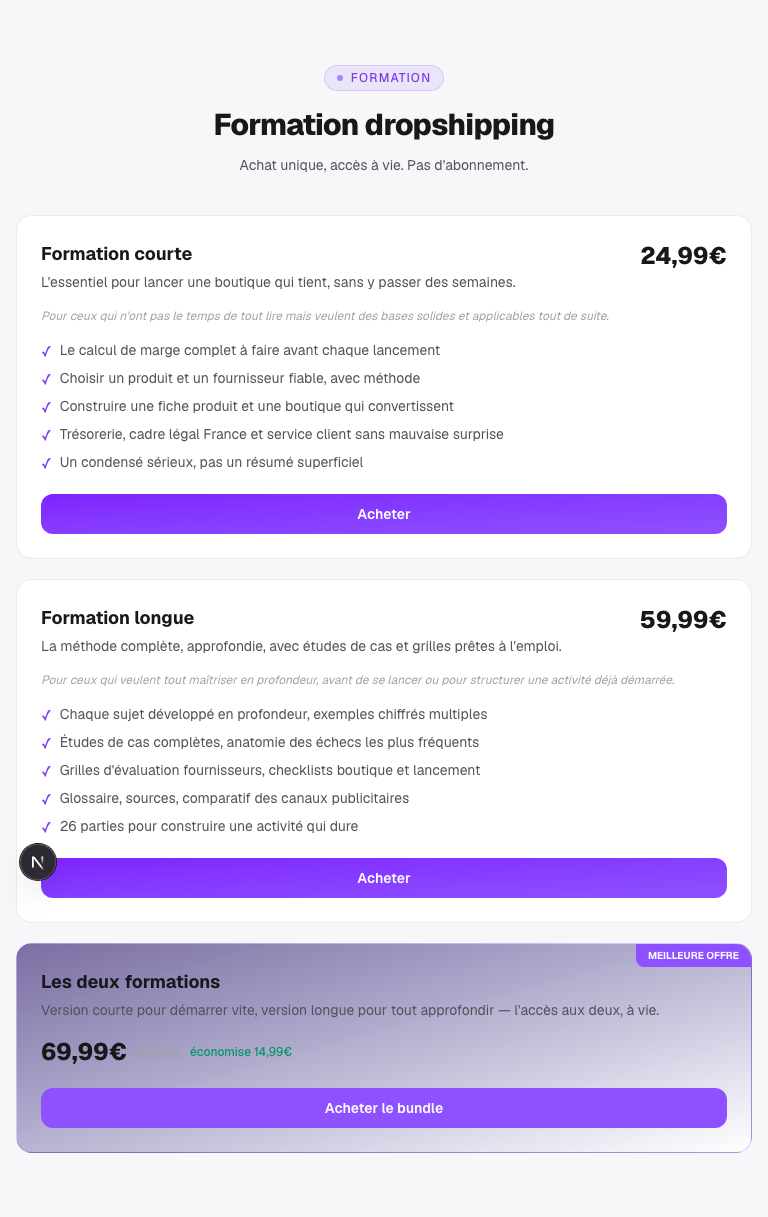 FORMATION
Formation dropshipping
Achat unique, accès à vie. Pas d'abonnement.
Formation courte
24,99€
L'essentiel pour lancer une boutique qui tient, sans y passer des semaines.
Pour ceux qui n'ont pas le temps de tout lire mais veulent des bases solides et applicables tout de suite.
✓ Le calcul de marge complet à faire avant chaque lancement
✓ Choisir un produit et un fournisseur fiable, avec méthode
✓ Construire une fiche produit et une boutique qui convertissent
✓ Trésorerie, cadre légal France et service client sans mauvaise surprise
✓ Un condensé sérieux, pas un résumé superficiel
Acheter
Formation longue
59,99€
La méthode complète, approfondie, avec études de cas et grilles prêtes à l'emploi.
Pour ceux qui veulent tout maîtriser en profondeur, avant de se lancer ou pour structurer une activité déjà démarrée.
✓ Chaque sujet développé en profondeur, exemples chiffrés multiples
✓ Études de cas complètes, anatomie des échecs les plus fréquents
✓ Grilles d'évaluation fournisseurs, checklists boutique et lancement
✓ Glossaire, sources, comparatif des canaux publicitaires
✓ 26 parties pour construire une activité qui dure
N
Acheter
MEILLEURE OFFRE
Les deux formations
Version courte pour démarrer vite, version longue pour tout approfondir — l'accès aux deux, à vie.
69,99€ économise 14,99€
Acheter le bundle